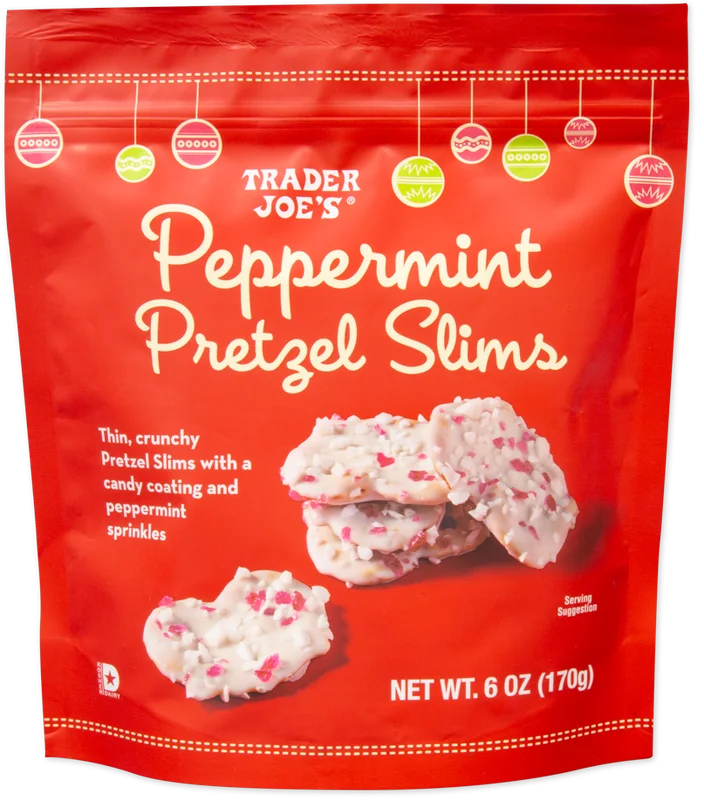 TRADER
JOE'S®
Peppermint
Pretzel Slims
Thin, crunchy
Pretzel Slims with a
candy coating and
peppermint
sprinkles
Serving
Suggestion
NET WT. 6 OZ (170g)
D
DAIRY